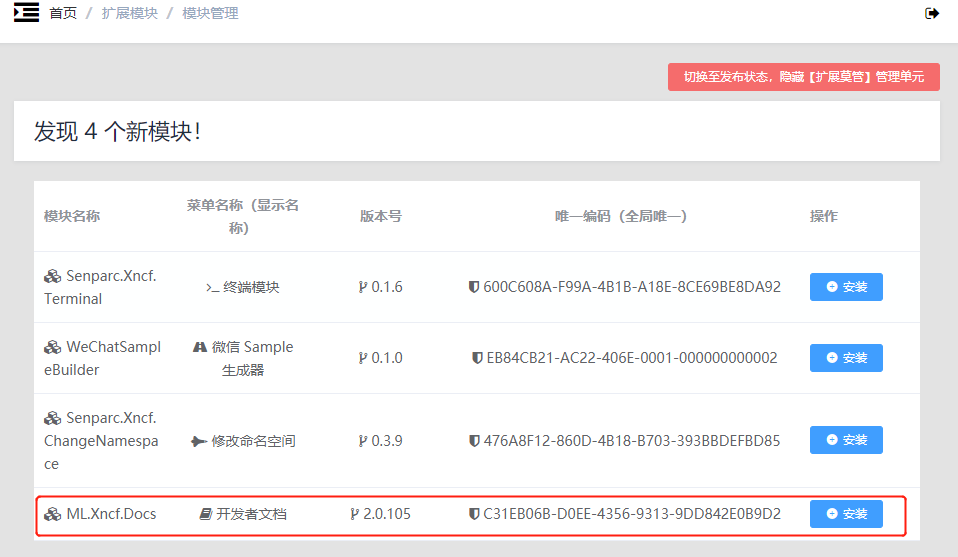 首页 / 扩展模块 / 模块管理
切换至发布状态，隐藏【扩展莫管】管理单元
发现 4 个新模块！
模块名称 菜单名称（显示名称） 版本号 唯一编码（全局唯一） 操作
Senparc.Xncf.
Terminal
>_ 终端模块 0.1.6 600C608A-F99A-4B1B-A18E-8CE69BE8DA92 安装
WeChatSampl
eBuilder
微信 Sample
生成器
0.1.0 EB84CB21-AC22-406E-0001-000000000002 安装
Senparc.Xncf.
ChangeNamespa
ce
修改命名空间 0.3.9 476A8F12-860D-4B18-B703-393BBDEFBD85 安装
ML.Xncf.Docs 开发者文档 2.0.105 C31EB06B-D0EE-4356-9313-9DD842E0B9D2 安装